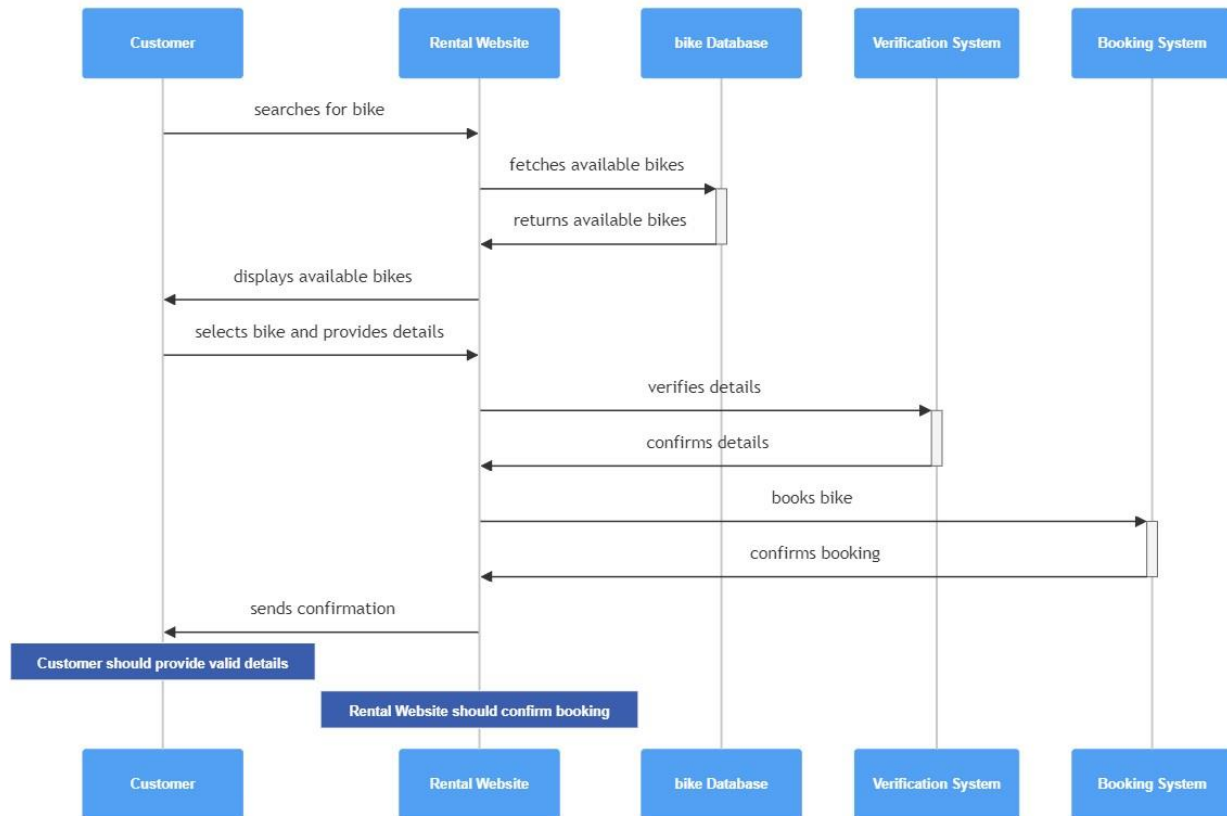 Customer
Rental Website
bike Database
Verification System
Booking System
searches for bike
fetches available bikes
returns available bikes
displays available bikes
selects bike and provides details
verifies details
confirms details
books bike
confirms booking
sends confirmation
Customer should provide valid details
Rental Website should confirm booking
Customer
Rental Website
bike Database
Verification System
Booking System